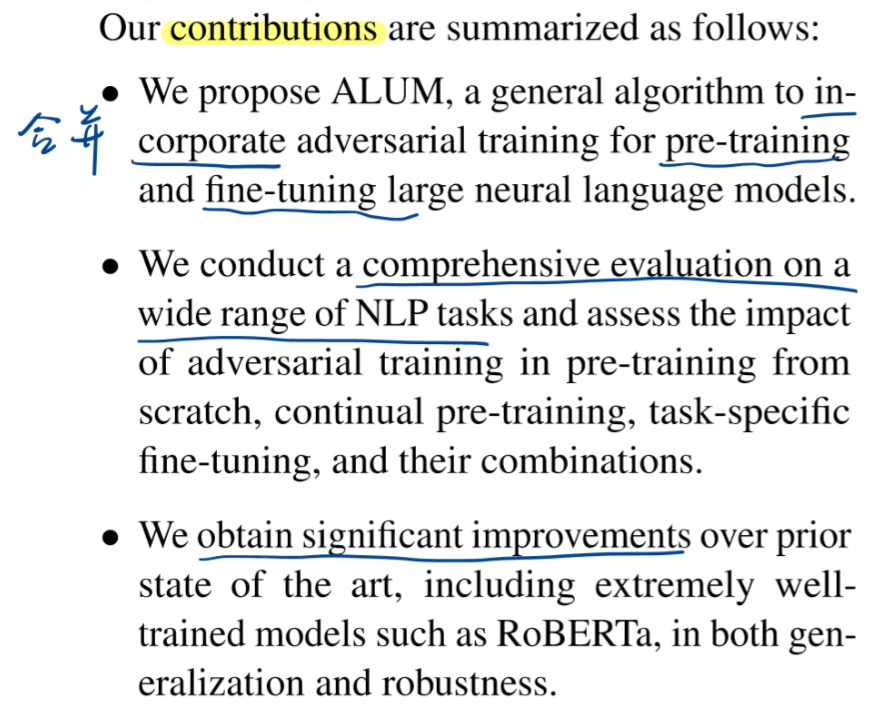 Our contributions are summarized as follows:
• We propose ALUM, a general algorithm to in-
合并
corporate adversarial training for pre-training
and fine-tuning large neural language models.
• We conduct a comprehensive evaluation on a
wide range of NLP tasks and assess the impact
of adversarial training in pre-training from
scratch, continual pre-training, task-specific
fine-tuning, and their combinations.
• We obtain significant improvements over prior
state of the art, including extremely well-
trained models such as RoBERTa, in both gen-
eralization and robustness.